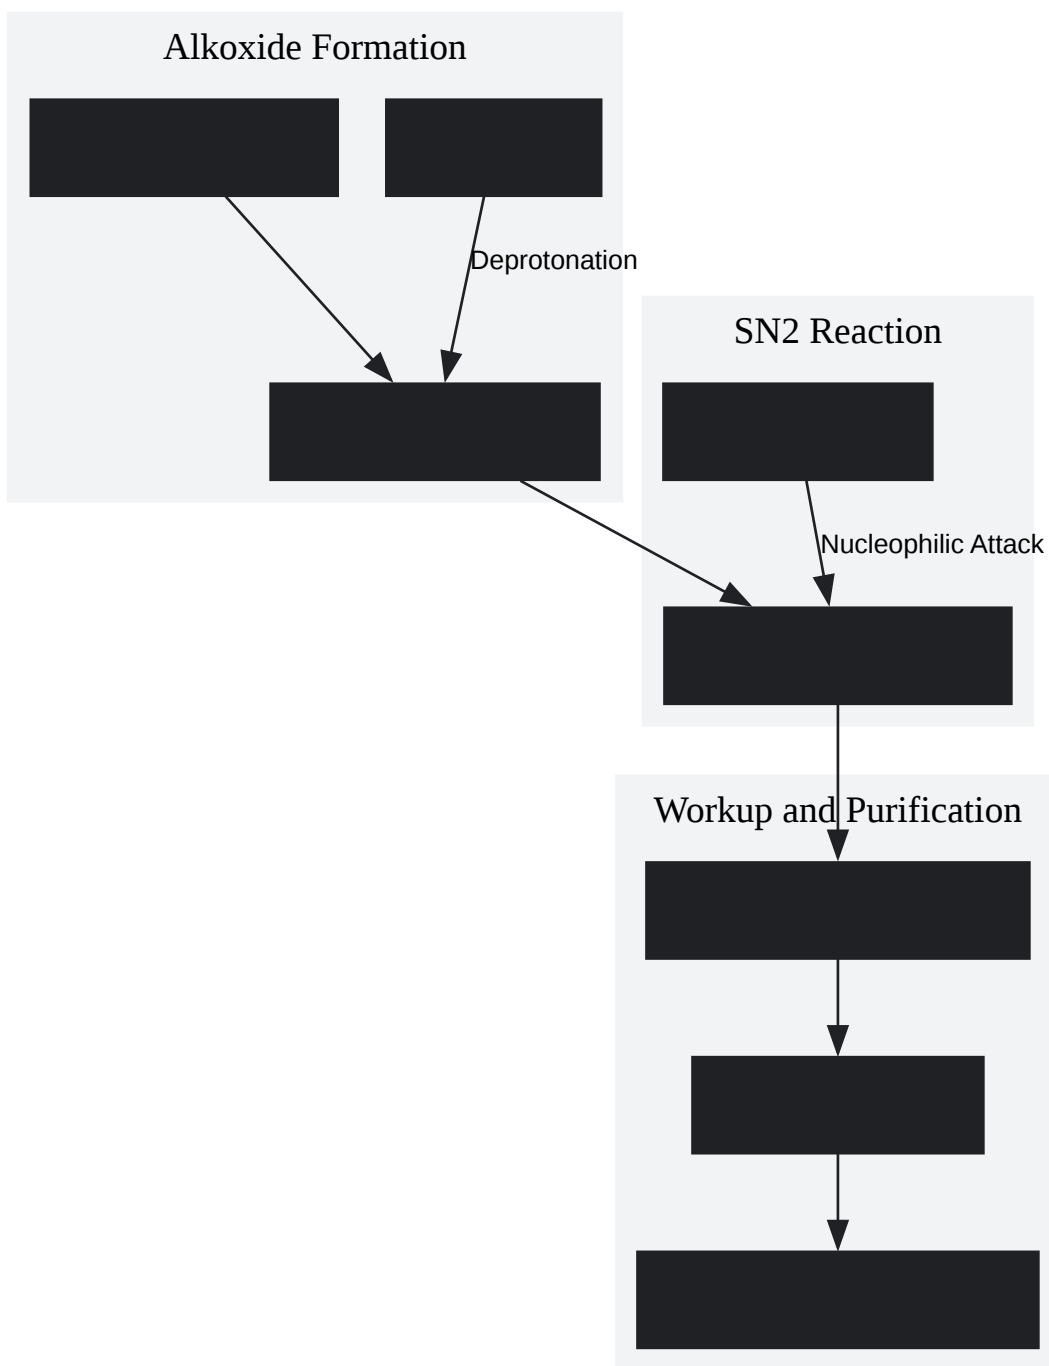 Alkoxide Formation
Deprotonation
SN2 Reaction
Nucleophilic Attack
Workup and Purification